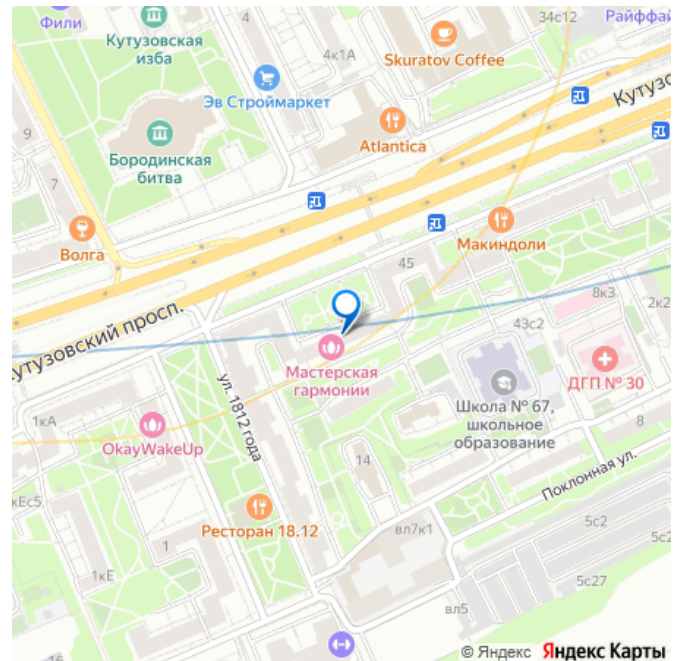 Фили
Кутузовская
изба
4
4к1А
34с12
Райффай
Skuratov Coffee
Эв Строймаркет
Кутузо
9
Бородинская
битва
Atlantica
7
Волга
Макиндоли
45
8к3
2к2
43с2
Кутузовский просп.
Мастерская
гармонии
ДГП № 30
ул. 1812 года
Школа № 67,
школьное
образование
1кА
OkayWakeUp
8
14
Поклонная ул.
кЕс5
Ресторан 18.12
вл7к1
5с2
5с2
1
1кЕ
5с27
вл5
16
© Яндекс Яндекс Карты